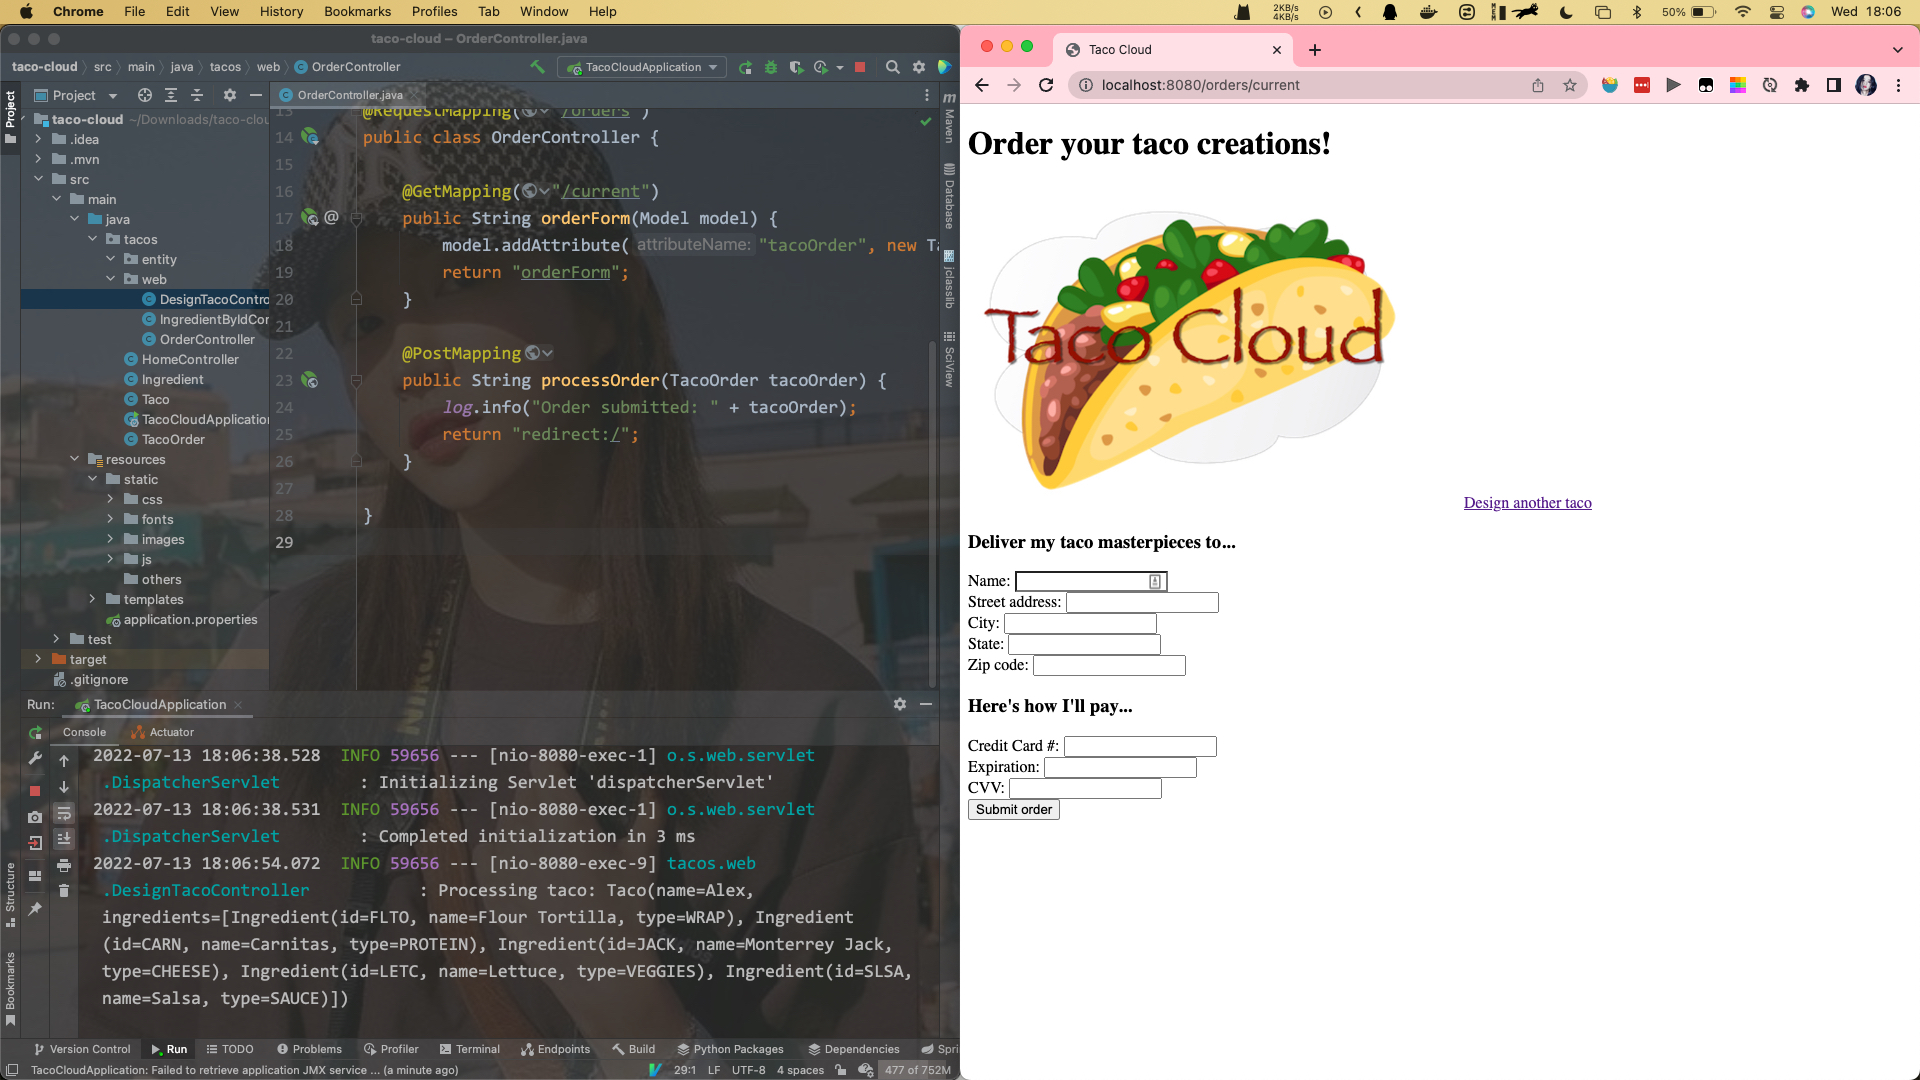 Chrome File Edit View History Bookmarks Profiles Tab Window Help
2KB/s
4KB/s
50%
Wed 18:06
taco-cloud – OrderController.java
taco-cloud src main java tacos web OrderController
TacoCloudApplication
Project
OrderController.java
taco-cloud ~/Downloads/taco-clou
.idea
.mvn
src
main
java
tacos
entity
web
DesignTacoContro
IngredientByIdCor
OrderController
HomeController
Ingredient
Taco
TacoCloudApplication
TacoOrder
resources
static
css
fonts
images
js
others
templates
application.properties
test
target
.gitignore
Project
Structure
Bookmarks
13 @RequestMapping("/orders")
14 public class OrderController {
15
16 @GetMapping("/current")
17 @ public String orderForm(Model model) {
18 model.addAttribute( attributeName: "tacoOrder", new Ta
19 return "orderForm";
20 }
21
22 @PostMapping
23 public String processOrder(TacoOrder tacoOrder) {
24 log.info("Order submitted: " + tacoOrder);
25 return "redirect:/";
26 }
27
28 }
29
Maven
Database
jclasslib
SciView
Run: TacoCloudApplication
Console Actuator
2022-07-13 18:06:38.528 INFO 59656 --- [nio-8080-exec-1] o.s.web.servlet
.DispatcherServlet : Initializing Servlet 'dispatcherServlet'
2022-07-13 18:06:38.531 INFO 59656 --- [nio-8080-exec-1] o.s.web.servlet
.DispatcherServlet : Completed initialization in 3 ms
2022-07-13 18:06:54.072 INFO 59656 --- [nio-8080-exec-9] tacos.web
.DesignTacoController : Processing taco: Taco(name=Alex,
ingredients=[Ingredient(id=FLTO, name=Flour Tortilla, type=WRAP), Ingredient
(id=CARN, name=Carnitas, type=PROTEIN), Ingredient(id=JACK, name=Monterrey Jack,
type=CHEESE), Ingredient(id=LETC, name=Lettuce, type=VEGGIES), Ingredient(id=SLSA,
name=Salsa, type=SAUCE)])
Version Control Run TODO Problems Profiler Terminal Endpoints Build Python Packages Dependencies Spri
TacoCloudApplication: Failed to retrieve application JMX service ... (a minute ago)
29:1 LF UTF-8 4 spaces 477 of 752M
Taco Cloud
localhost:8080/orders/current
Order your taco creations!
Taco Cloud
Design another taco
Deliver my taco masterpieces to...
Name:
Street address:
City:
State:
Zip code:
Here's how I'll pay...
Credit Card #:
Expiration:
CVV:
Submit order